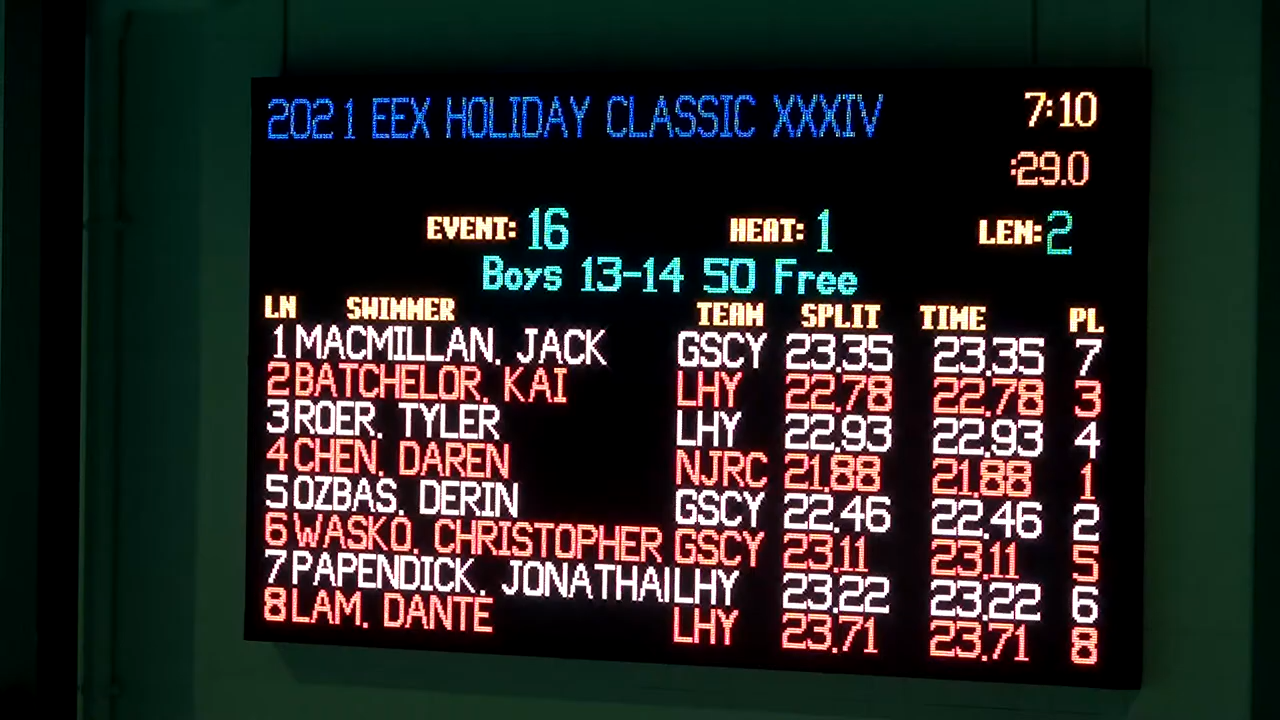 2021 EEX HOLIDAY CLASSIC XXXIV 7:10
:29.0
EVENT: 16 HEAT: 1 LEN: 2
Boys 13-14 50 Free
LN SWIMMER TEAM SPLIT TIME PL
1 MACMILLAN, JACK GSCY 23.35 23.35 7
2 BATCHELOR, KAI LHY 22.78 22.78 3
3 ROER, TYLER LHY 22.93 22.93 4
4 CHEN, DAREN NJRC 21.88 21.88 1
5 OZBAS, DERIN GSCY 22.46 22.46 2
6 WASKO, CHRISTOPHER GSCY 23.11 23.11 5
7 PAPENDICK, JONATHAN LHY 23.22 23.22 6
8 LAM, DANTE LHY 23.71 23.71 8